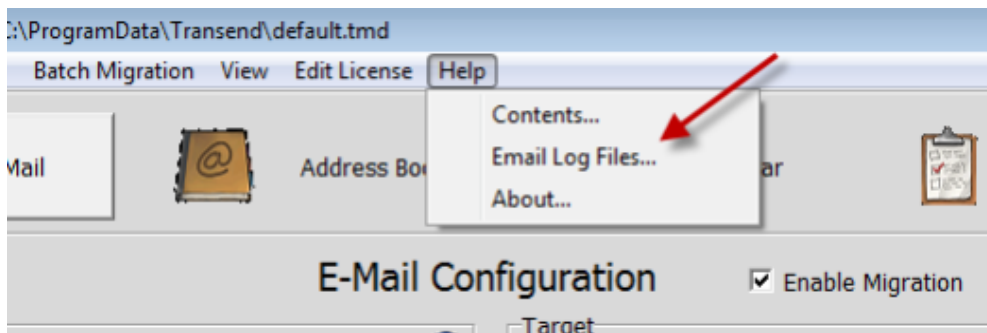 :\ProgramData\Transend\default.tmd
Batch Migration View Edit License Help
Contents...
Email Log Files...
About...
Mail
Address Bo
ar
E-Mail Configuration
Enable Migration
Target